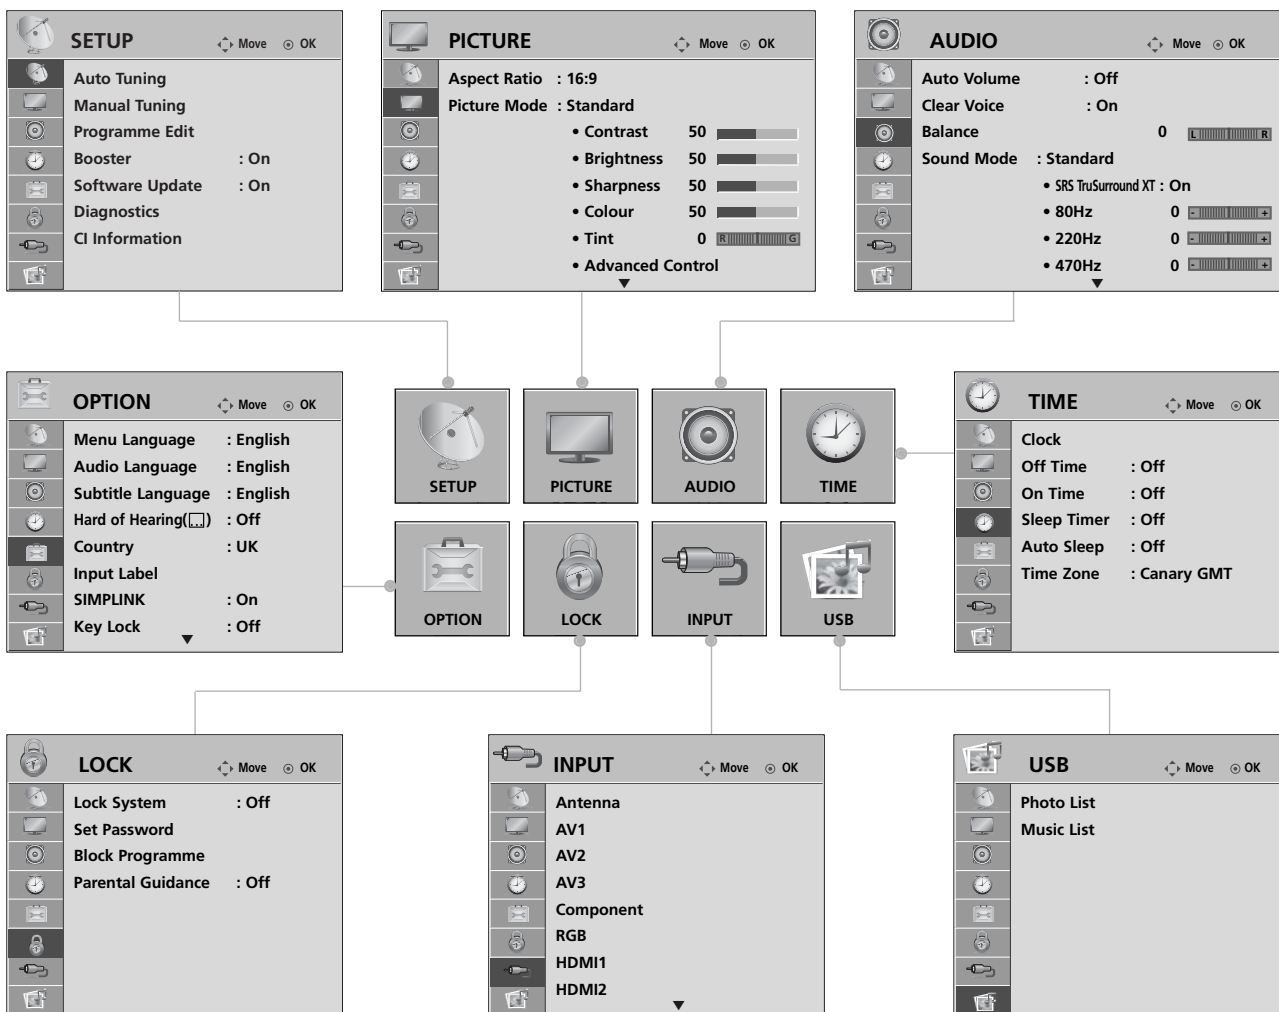 SETUP Move OK
Auto Tuning
Manual Tuning
Programme Edit
Booster : On
Software Update : On
Diagnostics
CI Information
PICTURE Move OK
Aspect Ratio : 16:9
Picture Mode : Standard
• Contrast 50
• Brightness 50
• Sharpness 50
• Colour 50
• Tint 0 R G
• Advanced Control
▼
AUDIO Move OK
Auto Volume : Off
Clear Voice : On
Balance 0 L R
Sound Mode : Standard
• SRS TruSurround XT : On
• 80Hz 0 - +
• 220Hz 0 - +
• 470Hz 0 - +
▼
OPTION Move OK
Menu Language : English
Audio Language : English
Subtitle Language : English
Hard of Hearing(...) : Off
Country : UK
Input Label
SIMPLINK : On
Key Lock : Off
▼
SETUP
PICTURE
AUDIO
TIME
OPTION
LOCK
INPUT
USB
TIME Move OK
Clock
Off Time : Off
On Time : Off
Sleep Timer : Off
Auto Sleep : Off
Time Zone : Canary GMT
LOCK Move OK
Lock System : Off
Set Password
Block Programme
Parental Guidance : Off
INPUT Move OK
Antenna
AV1
AV2
AV3
Component
RGB
HDMI1
HDMI2
▼
USB Move OK
Photo List
Music List